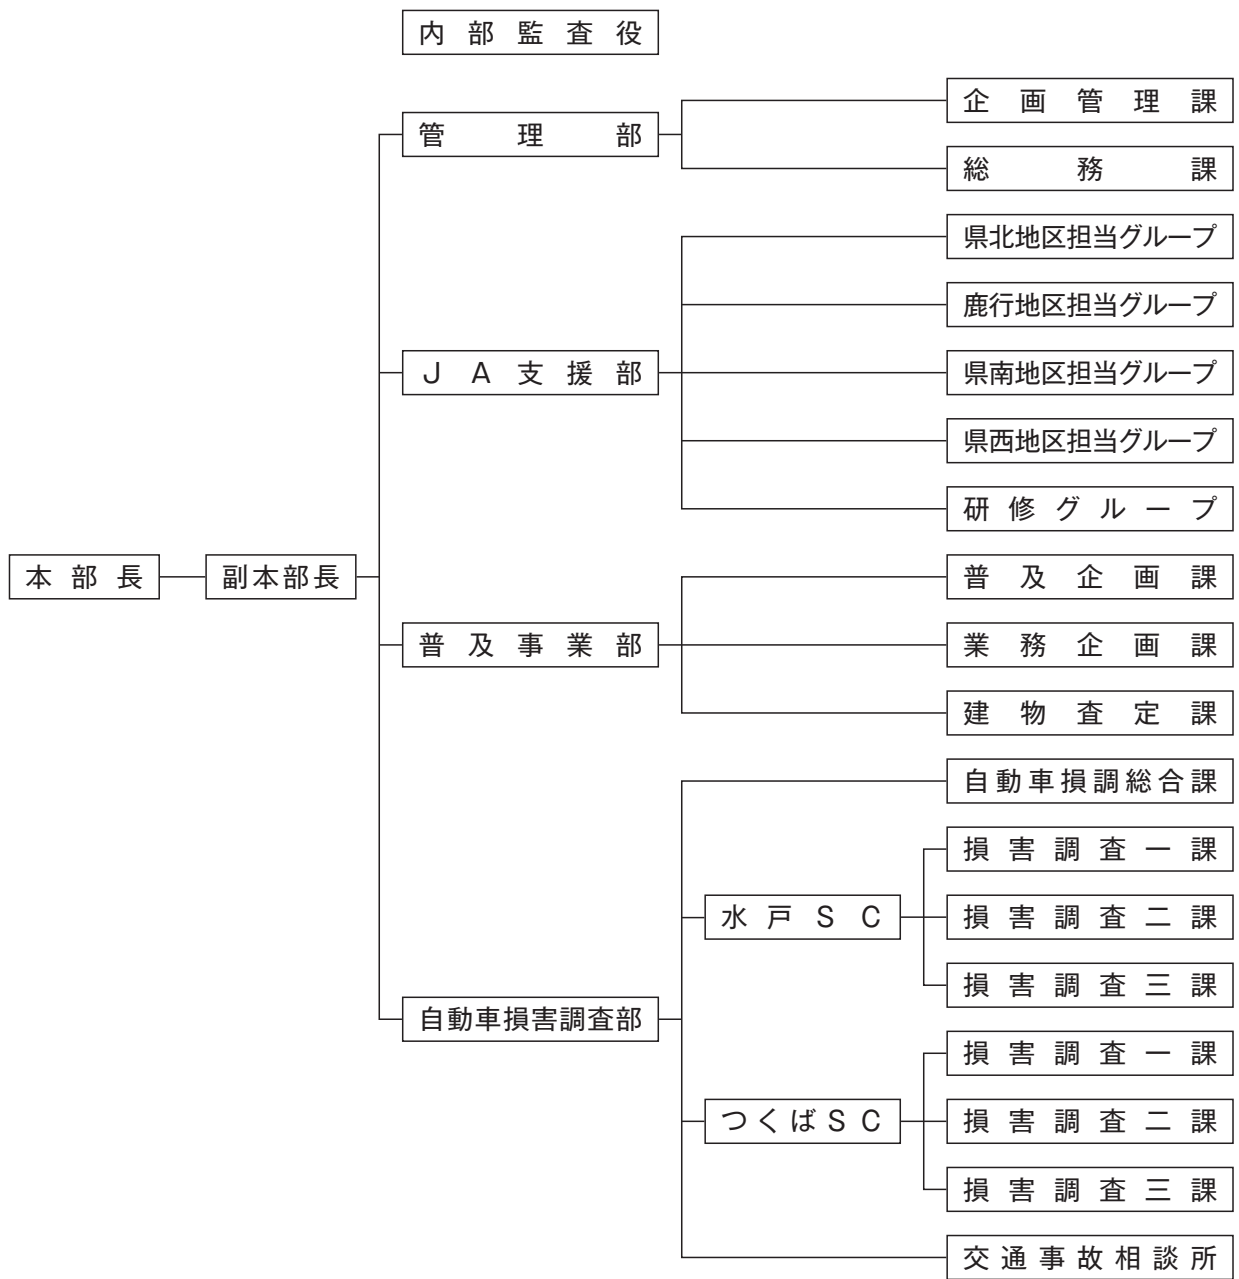 内部監査役
企画管理課
管理部
総務課
県北地区担当グループ
鹿行地区担当グループ
JA支援部
県南地区担当グループ
県西地区担当グループ
研修グループ
本部長
副本部長
普及企画課
普及事業部
業務企画課
建物査定課
自動車損調総合課
損害調査一課
水戸SC
損害調査二課
損害調査三課
自動車損害調査部
損害調査一課
つくばSC
損害調査二課
損害調査三課
交通事故相談所